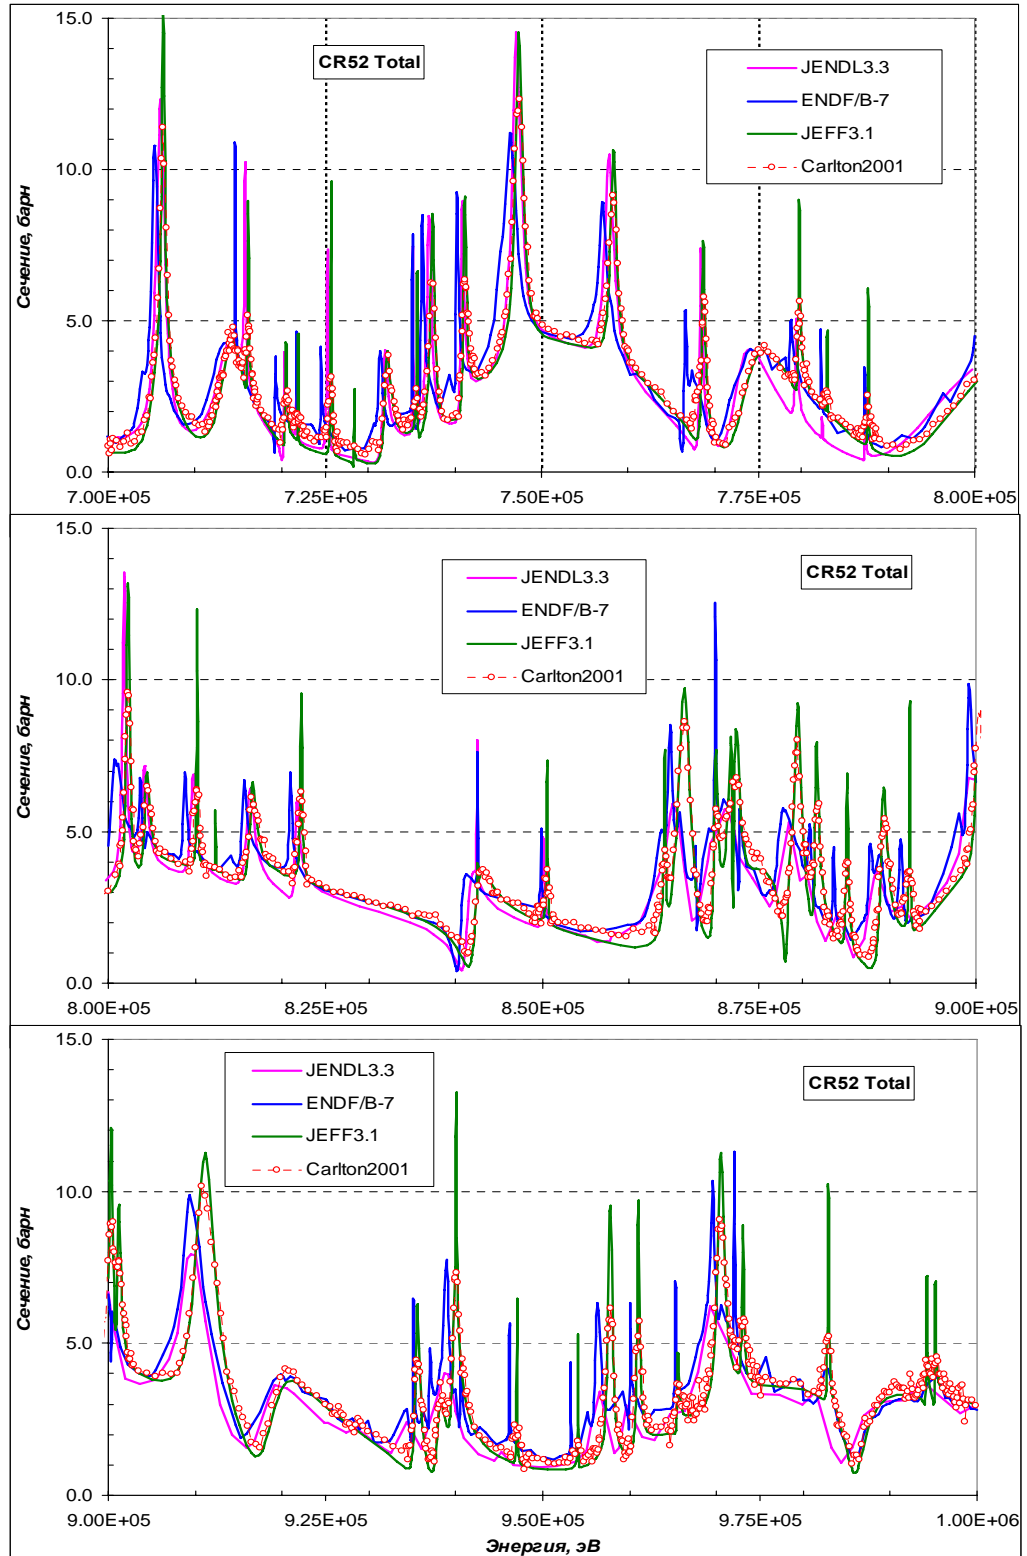 15.0
CR52 Total
JENDL3.3
ENDF/B-7
JEFF3.1
Carlton2001
10.0
Сечение, барн
5.0
0.0
7.00E+05
7.25E+05
7.50E+05
7.75E+05
8.00E+05
15.0
JENDL3.3
CR52 Total
ENDF/B-7
JEFF3.1
Carlton2001
10.0
Сечение, барн
5.0
0.0
8.00E+05
8.25E+05
8.50E+05
8.75E+05
9.00E+05
15.0
JENDL3.3
CR52 Total
ENDF/B-7
JEFF3.1
Carlton2001
10.0
Сечение, барн
5.0
0.0
9.00E+05
9.25E+05
9.50E+05
9.75E+05
1.00E+06
Энергия, эВ